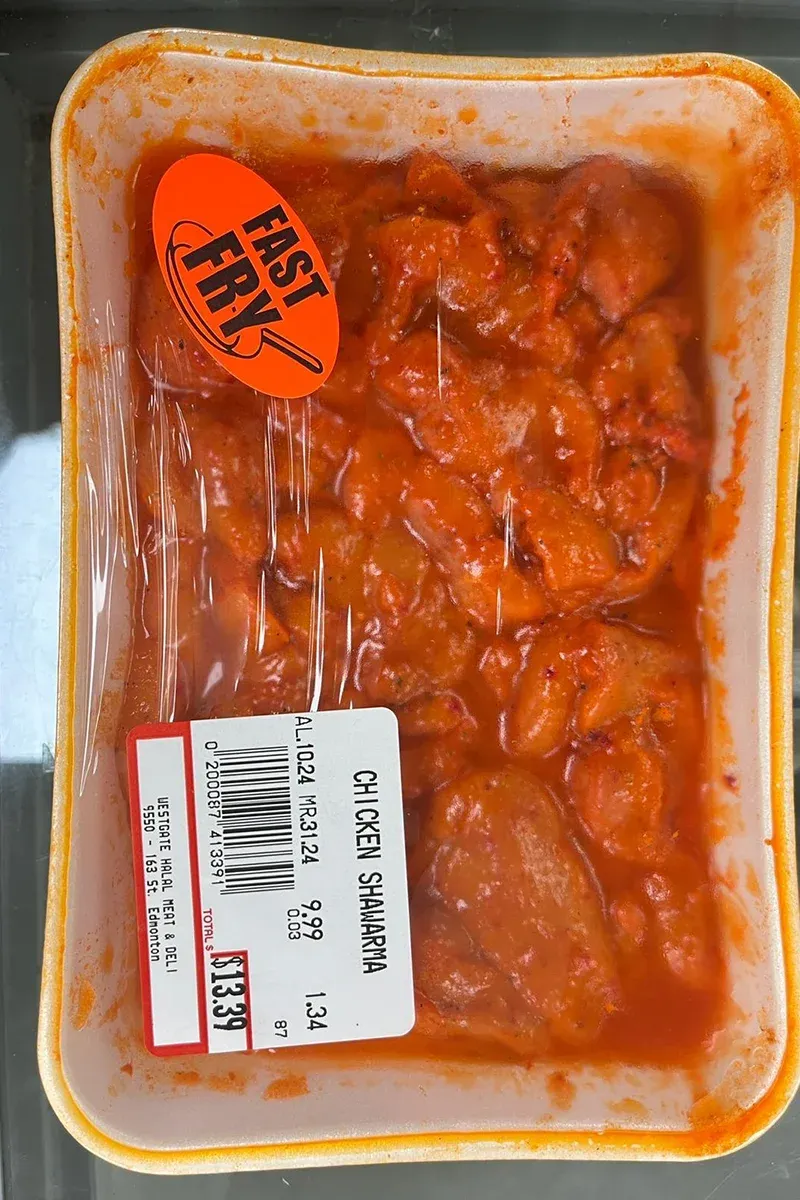 FAST
FRY
CHICKEN SHAWARMA
AL.10.24 MR.31.24 9.99 1.34
0.03 87
0 200087 413391
TOTAL $
$13.39
WESTGATE HALAL MEAT & DELI
9550 - 163 St. Edmonton